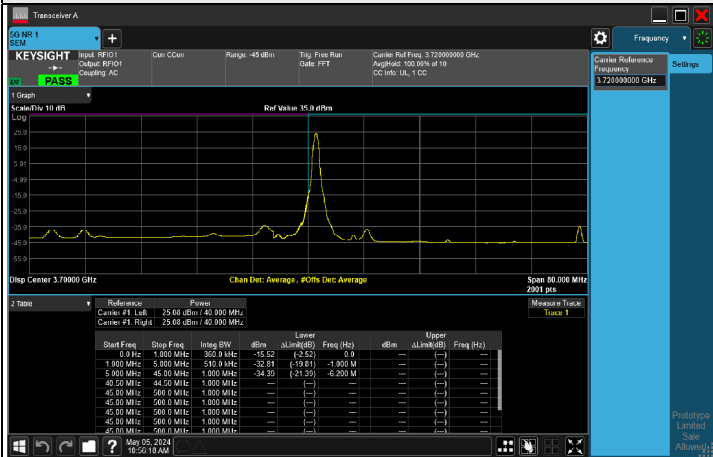 Transceiver A
5G NR 1
SEM
Frequency
KEYSIGHT
Input: RFIO1
Output: RFIO1
Coupling: AC
PASS
Corr CCorr
Range: -45 dBm
Trig: Free Run
Gate: FFT
Carrier Ref Freq: 3.720000000 GHz
Avg|Hold: 100.00% of 10
CC Info: UL, 1 CC
Carrier Reference
Frequency
3.720000000 GHz
Settings
1 Graph
Scale/Div 10 dB
Ref Value 35.0 dBm
Log
25.0
15.0
5.01
-4.99
-15.0
-25.0
-35.0
-45.0
-55.0
Disp Center 3.70000 GHz
Chan Det: Average , #Offs Det: Average
Span 80.000 MHz
2001 pts
2 Table
Reference Power
Carrier #1. Left 25.08 dBm / 40.000 MHz
Carrier #1. Right 25.08 dBm / 40.000 MHz
Measure Trace
Trace 1
Lower Upper
Start Freq Stop Freq Integ BW dBm ΔLimit(dB) Freq (Hz) dBm ΔLimit(dB) Freq (Hz)
0.0 Hz 1.000 MHz 360.0 kHz -15.52 (-2.52) 0.0 --- (---) ---
1.000 MHz 5.000 MHz 510.0 kHz -32.81 (-19.81) -1.000 M --- (---) ---
5.000 MHz 45.00 MHz 1.000 MHz -34.39 (-21.39) -6.200 M --- (---) ---
40.50 MHz 44.50 MHz 1.000 MHz --- (---) --- --- (---) ---
45.00 MHz 500.0 MHz 1.000 MHz --- (---) --- --- (---) ---
45.00 MHz 500.0 MHz 1.000 MHz --- (---) --- --- (---) ---
45.00 MHz 500.0 MHz 1.000 MHz --- (---) --- --- (---) ---
45.00 MHz 500.0 MHz 1.000 MHz --- (---) --- --- (---) ---
Prototype
Limited
Sale
Allowed
?
May 05, 2024
10:56:10 AM